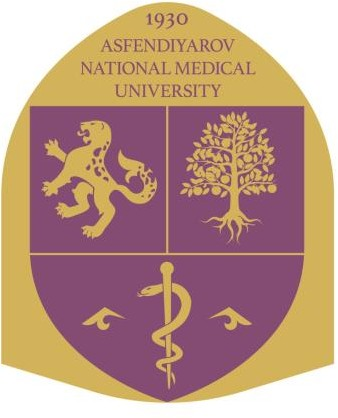 1930
ASFENDIYAROV
NATIONAL MEDICAL
UNIVERSITY